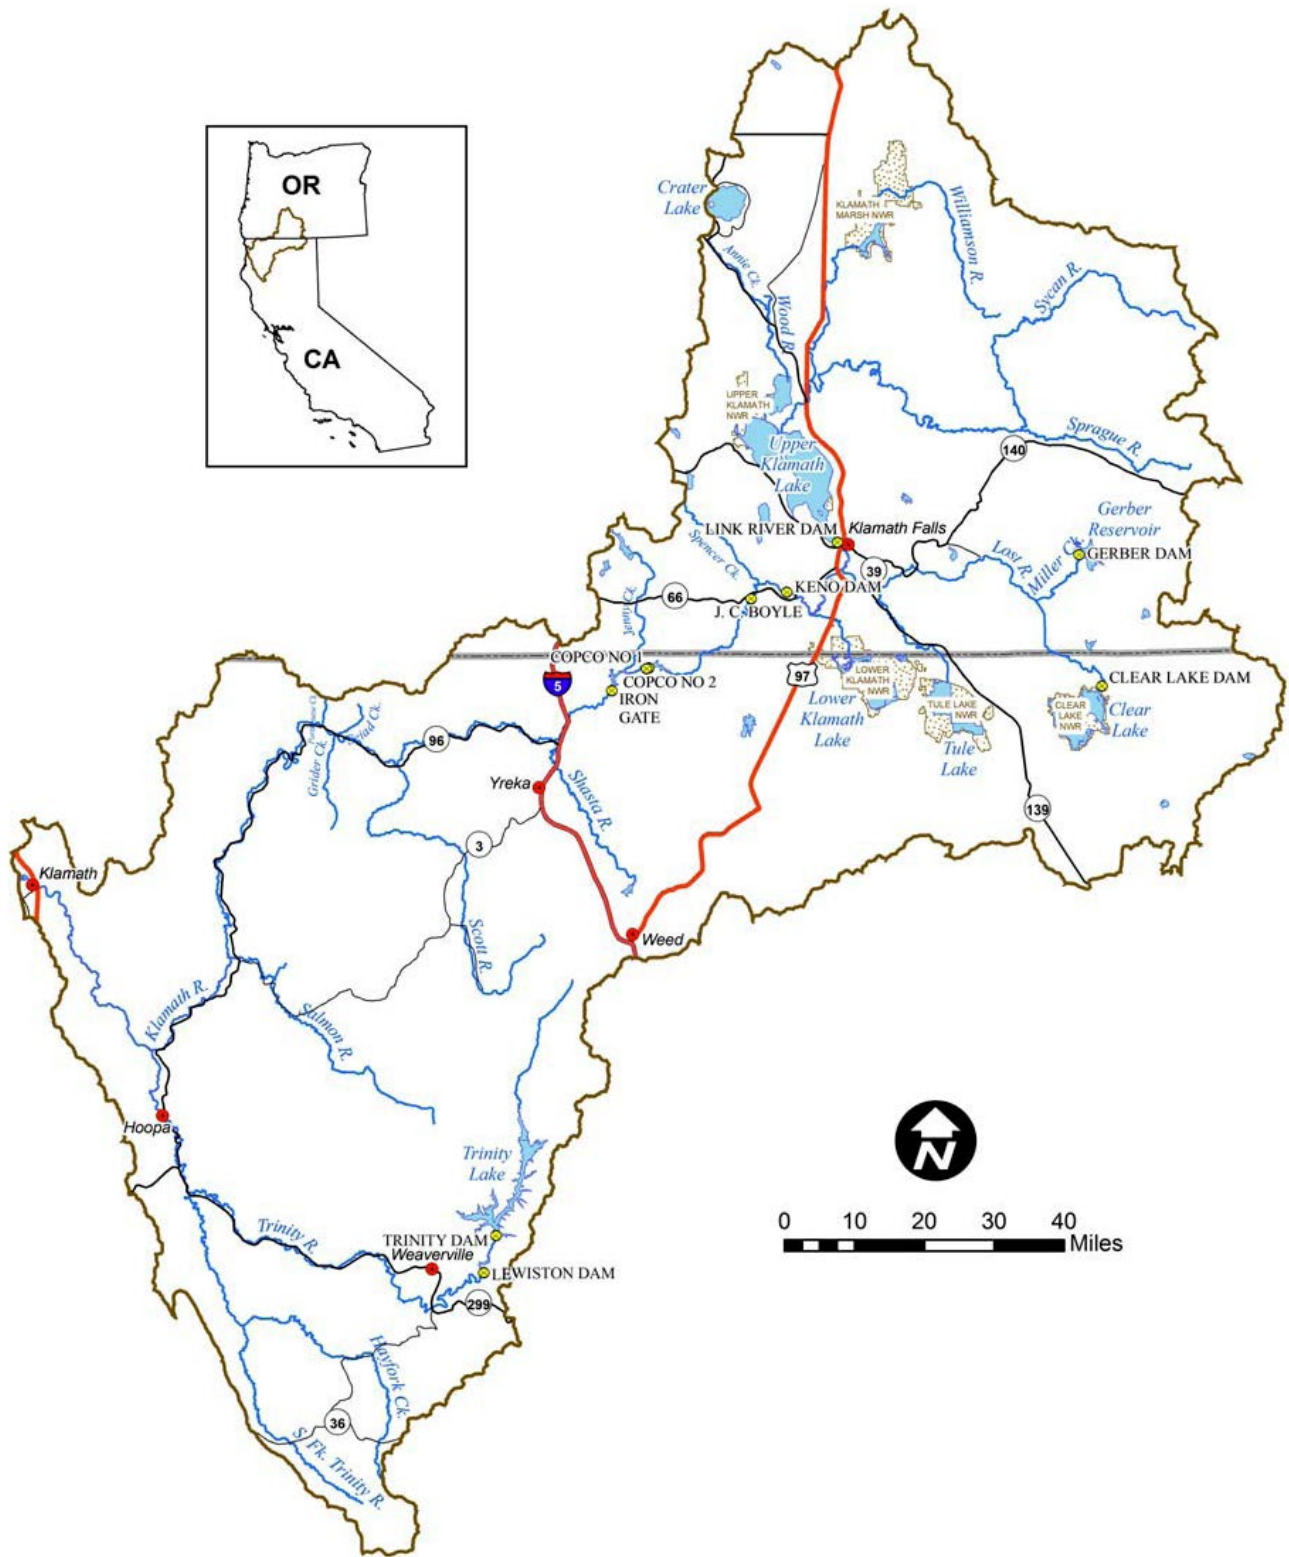 OR
CA
Crater
Lake
KLAMATH
MARSH NWR
Williamson R.
Annie Ck.
Wood R.
Sycan R.
UPPER
KLAMATH
NWR
Upper
Klamath
Lake
Sprague R.
140
Gerber
Reservoir
LINK RIVER DAM
Klamath Falls
Lost R.
Miller Ck.
GERBER DAM
Spencer Ck.
39
KENO DAM
66
J. C. BOYLE
Jenny Ck.
COPCO NO 1
COPCO NO 2
IRON
GATE
5
97
LOWER
KLAMATH
NWR
Lower
Klamath
Lake
TULE LAKE
NWR
Tule
Lake
CLEAR LAKE DAM
CLEAR
LAKE
NWR
Clear
Lake
Grider Ck.
96
Yreka
Shasta R.
139
3
Klamath
Scott R.
Weed
Klamath R.
Salmon R.
Hoopa
Trinity
Lake
N
Trinity R.
TRINITY DAM
Weaverville
LEWISTON DAM
299
0 10 20 30 40
Miles
Hayfork Ck.
36
S. Fk. Trinity R.